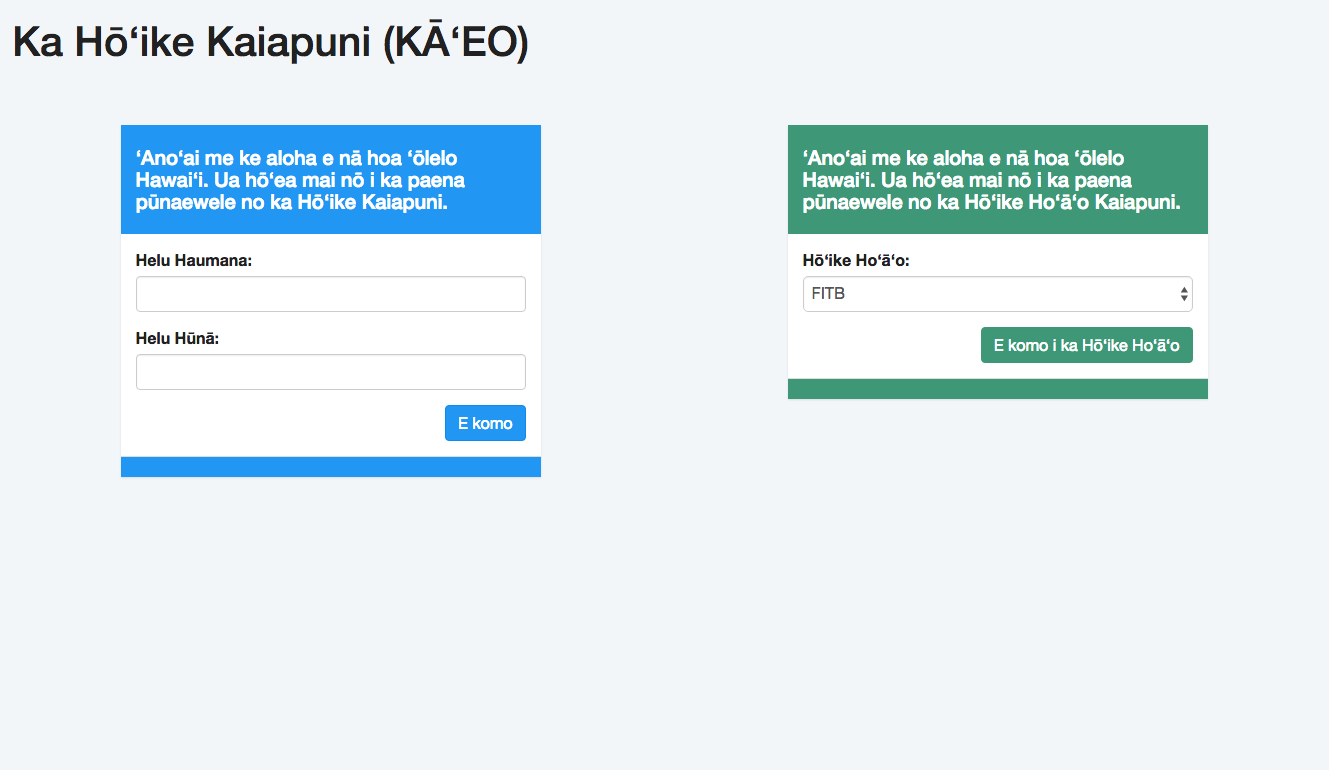 Ka Hōʻike Kaiapuni (KĀʻEO)
ʻAnoʻai me ke aloha e nā hoa ʻōlelo
Hawaiʻi. Ua hōʻea mai nō i ka paena
pūnaewele no ka Hōʻike Kaiapuni.
Helu Haumana:
Helu Hūnā:
E komo
ʻAnoʻai me ke aloha e nā hoa ʻōlelo
Hawaiʻi. Ua hōʻea mai nō i ka paena
pūnaewele no ka Hōʻike Hoʻāʻo Kaiapuni.
Hōʻike Hoʻāʻo:
FITB
E komo i ka Hōʻike Hoʻāʻo